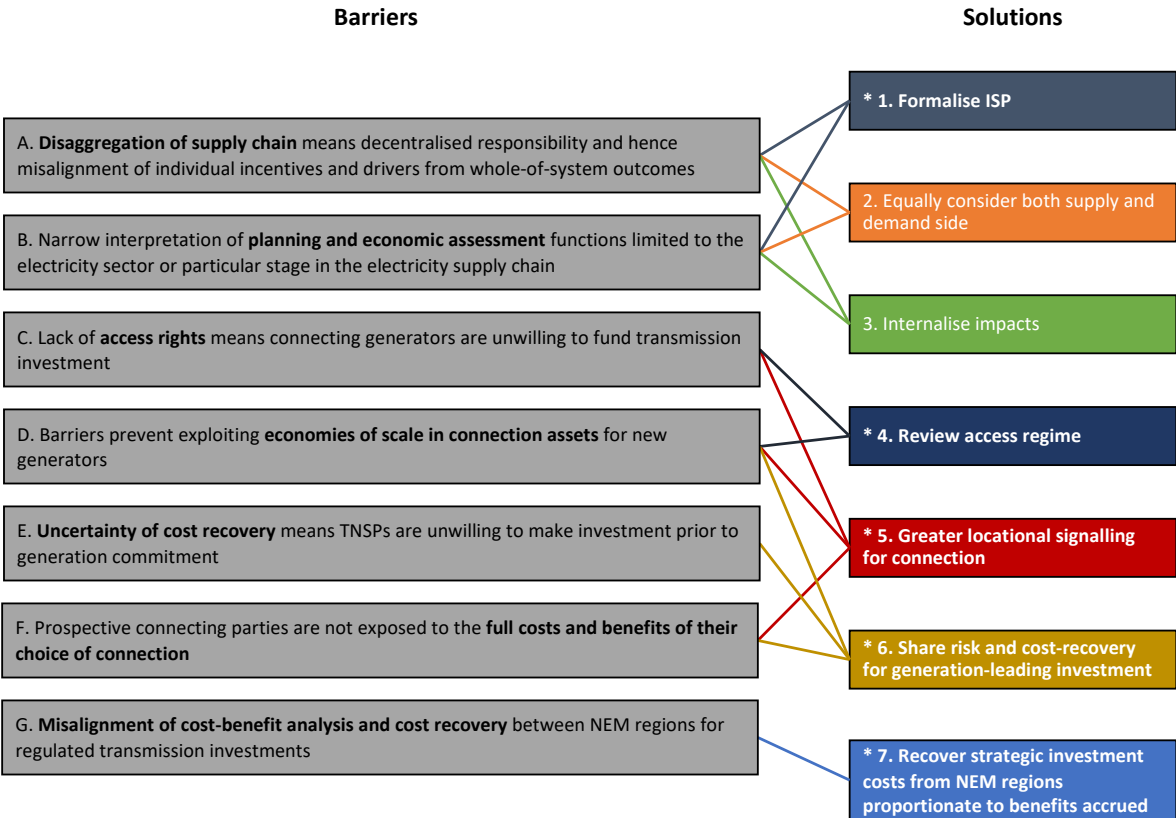 Barriers
Solutions
A. Disaggregation of supply chain means decentralised responsibility and hence
misalignment of individual incentives and drivers from whole-of-system outcomes
B. Narrow interpretation of planning and economic assessment functions limited to the
electricity sector or particular stage in the electricity supply chain
C. Lack of access rights means connecting generators are unwilling to fund transmission
investment
D. Barriers prevent exploiting economies of scale in connection assets for new
generators
E. Uncertainty of cost recovery means TNSPs are unwilling to make investment prior to
generation commitment
F. Prospective connecting parties are not exposed to the full costs and benefits of their
choice of connection
G. Misalignment of cost-benefit analysis and cost recovery between NEM regions for
regulated transmission investments
* 1. Formalise ISP
2. Equally consider both supply and
demand side
3. Internalise impacts
* 4. Review access regime
* 5. Greater locational signalling
for connection
* 6. Share risk and cost-recovery
for generation-leading investment
* 7. Recover strategic investment
costs from NEM regions
proportionate to benefits accrued